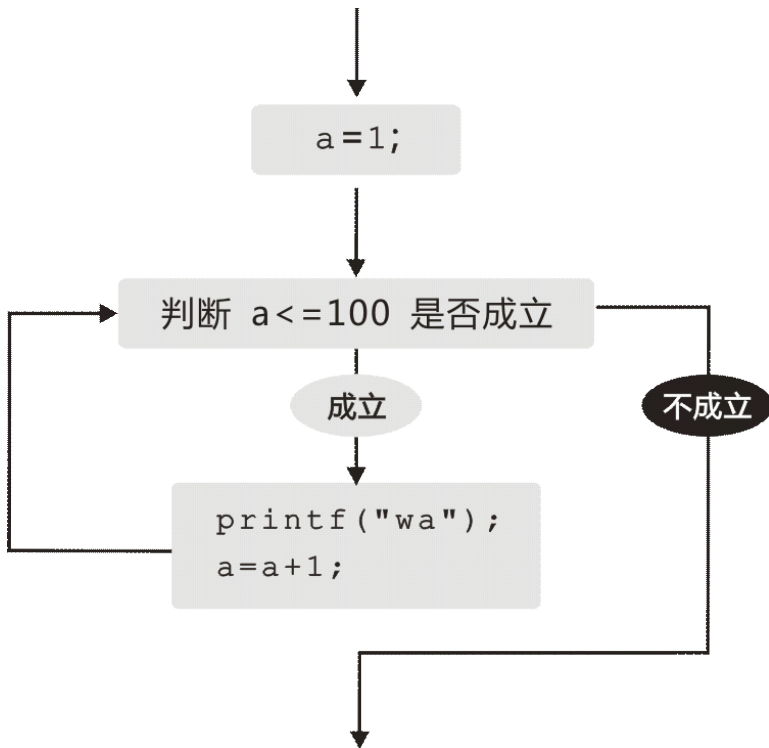 a=1;
判断 a<=100 是否成立
成立
不成立
printf("wa");
a=a+1;